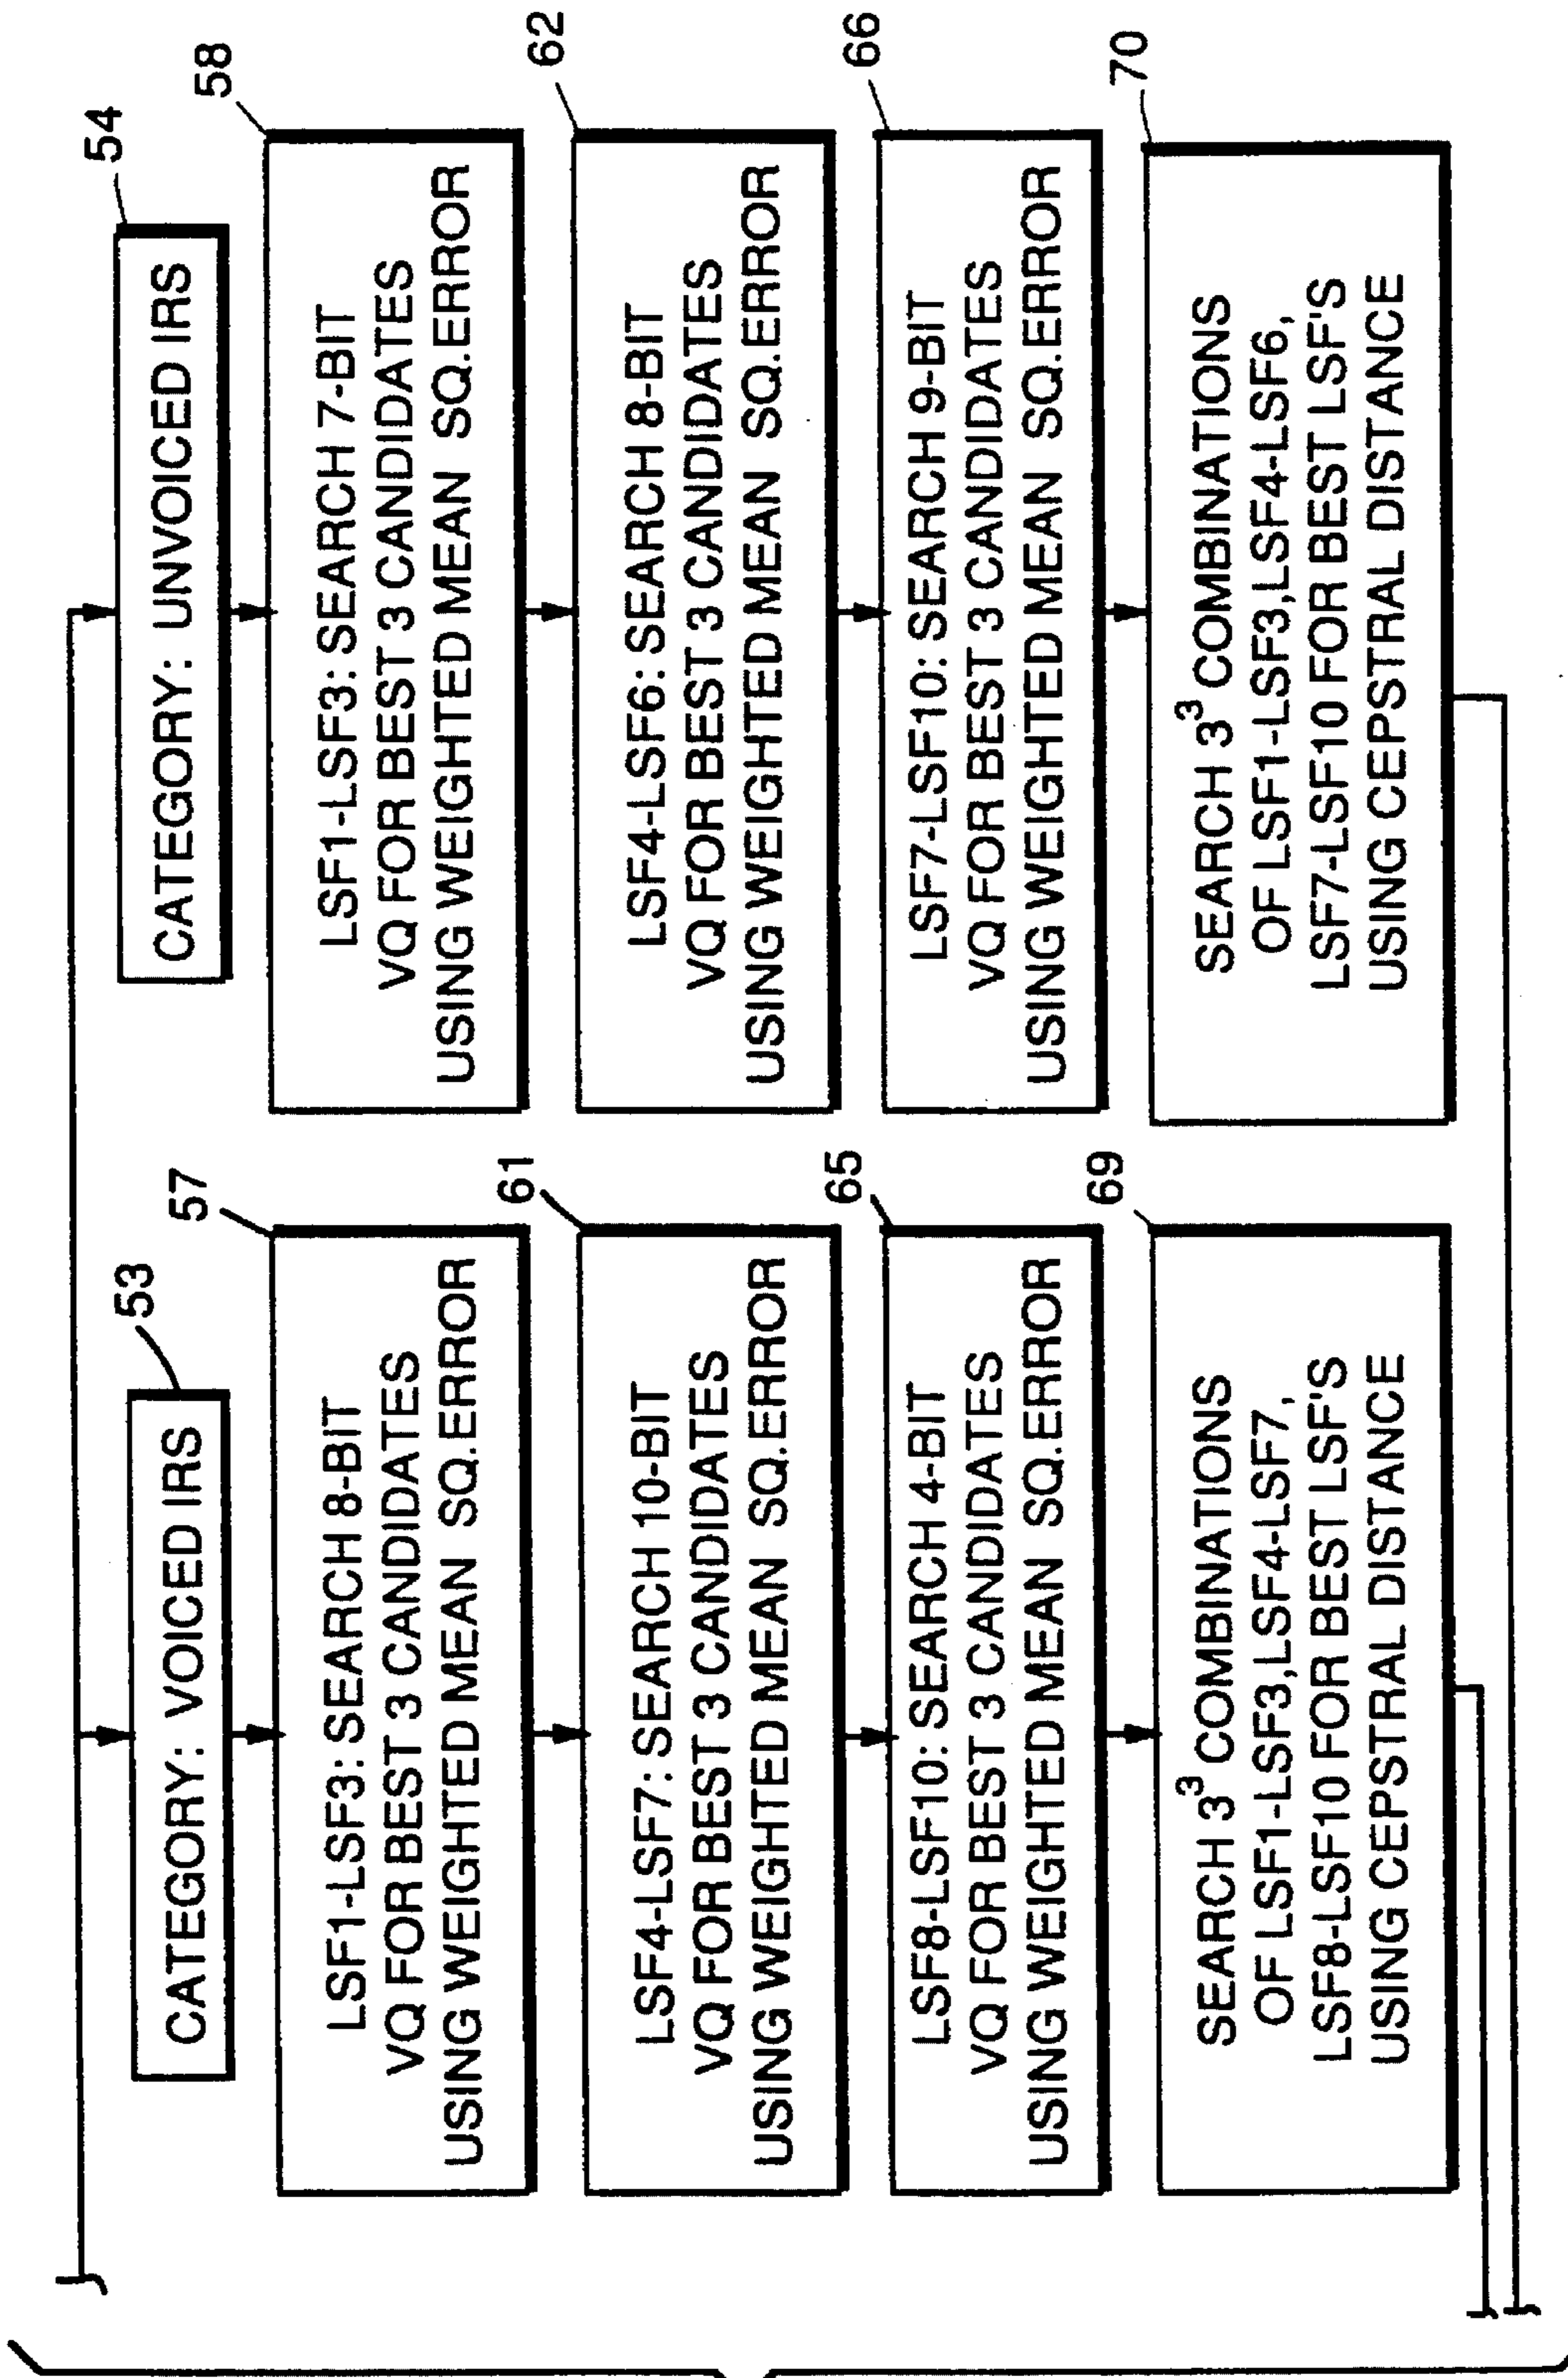 53
CATEGORY: VOICED IRS
57
LSF1-LSF3: SEARCH 8-BIT
VQ FOR BEST 3 CANDIDATES
USING WEIGHTED MEAN SQ.ERROR
61
LSF4-LSF7: SEARCH 10-BIT
VQ FOR BEST 3 CANDIDATES
USING WEIGHTED MEAN SQ.ERROR
65
LSF8-LSF10: SEARCH 4-BIT
VQ FOR BEST 3 CANDIDATES
USING WEIGHTED MEAN SQ.ERROR
69
SEARCH 3³ COMBINATIONS
OF LSF1-LSF3,LSF4-LSF7,
LSF8-LSF10 FOR BEST LSF'S
USING CEPSTRAL DISTANCE
54
CATEGORY: UNVOICED IRS
58
LSF1-LSF3: SEARCH 7-BIT
VQ FOR BEST 3 CANDIDATES
USING WEIGHTED MEAN SQ.ERROR
62
LSF4-LSF6: SEARCH 8-BIT
VQ FOR BEST 3 CANDIDATES
USING WEIGHTED MEAN SQ.ERROR
66
LSF7-LSF10: SEARCH 9-BIT
VQ FOR BEST 3 CANDIDATES
USING WEIGHTED MEAN SQ.ERROR
70
SEARCH 3³ COMBINATIONS
OF LSF1-LSF3,LSF4-LSF6,
LSF7-LSF10 FOR BEST LSF'S
USING CEPSTRAL DISTANCE